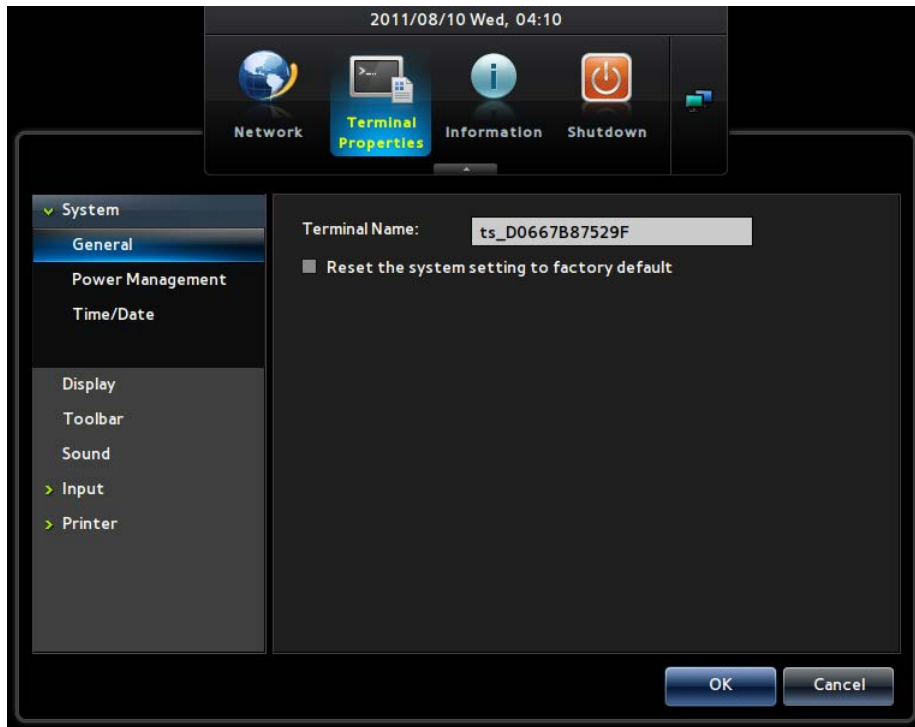 2011/08/10 Wed, 04:10
Network
Terminal
Properties
Information
Shutdown
System
General
Power Management
Time/Date
Display
Toolbar
Sound
Input
Printer
Terminal Name:
ts_D0667B87529F
Reset the system setting to factory default
OK
Cancel